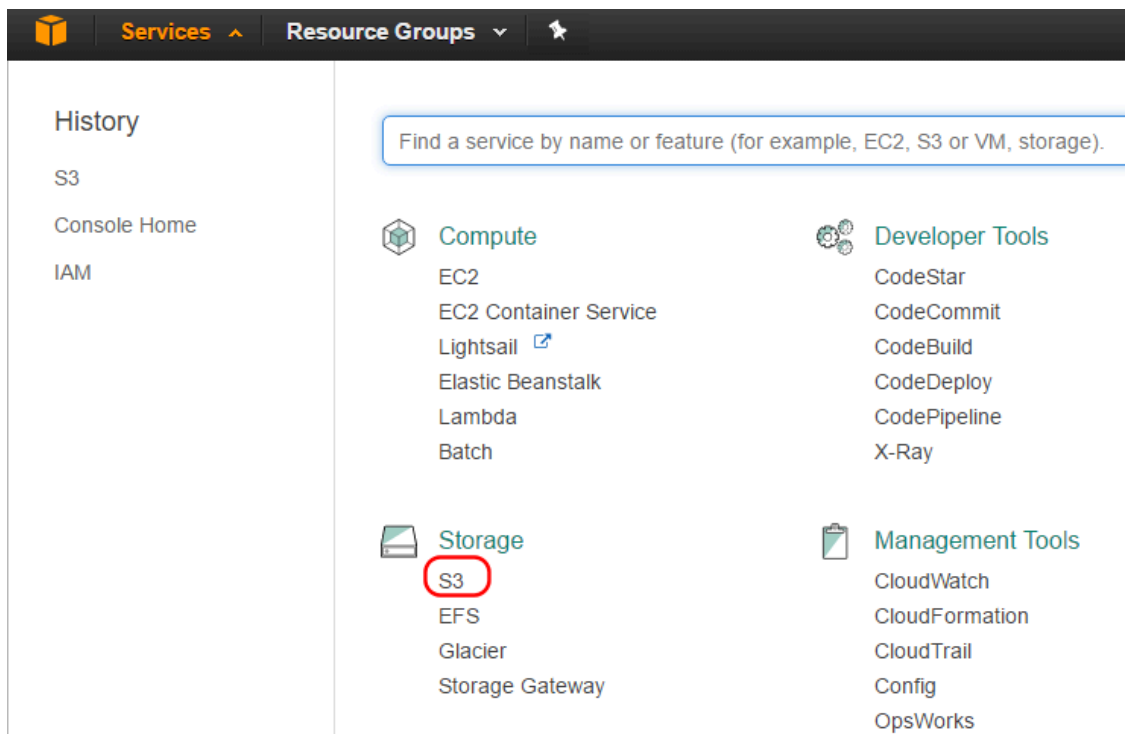 Services
Resource Groups
History
S3
Console Home
IAM
Find a service by name or feature (for example, EC2, S3 or VM, storage).
Compute
EC2
EC2 Container Service
Lightsail
Elastic Beanstalk
Lambda
Batch
Developer Tools
CodeStar
CodeCommit
CodeBuild
CodeDeploy
CodePipeline
X-Ray
Storage
S3
EFS
Glacier
Storage Gateway
Management Tools
CloudWatch
CloudFormation
CloudTrail
Config
OpsWorks